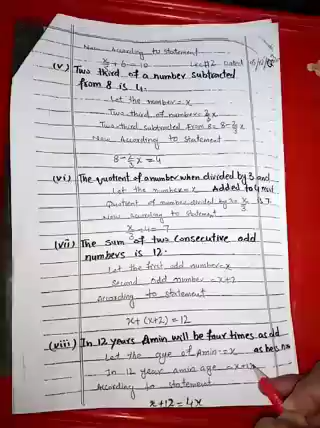 Now According to statement
x/3 + 6 = 10 Lec#2 Dated
(v) Two third of a number subtracted
from 8 is 4.
Let the number = x
Two third of number = 2/3 x
Two third subtracted from 8 = 8 - 2/3 x
Now According to statement
8 - 2/3 x = 4
(vi) The quotient of a number when divided by 3 and
Let the number = x Added to 4 result
Quotient of number divided by 3 = x/3 is 7.
Now According to statement
x/3 + 4 = 7
(vii) The sum of two consecutive odd
numbers is 12.
Let the first odd number = x
Second odd number = x+2
According to statement
x + (x+2) = 12
(viii) In 12 years Amin will be four times as old
Let the age of Amin = x as he is now
In 12 years amin age = x+12
According to statement
x + 12 = 4x